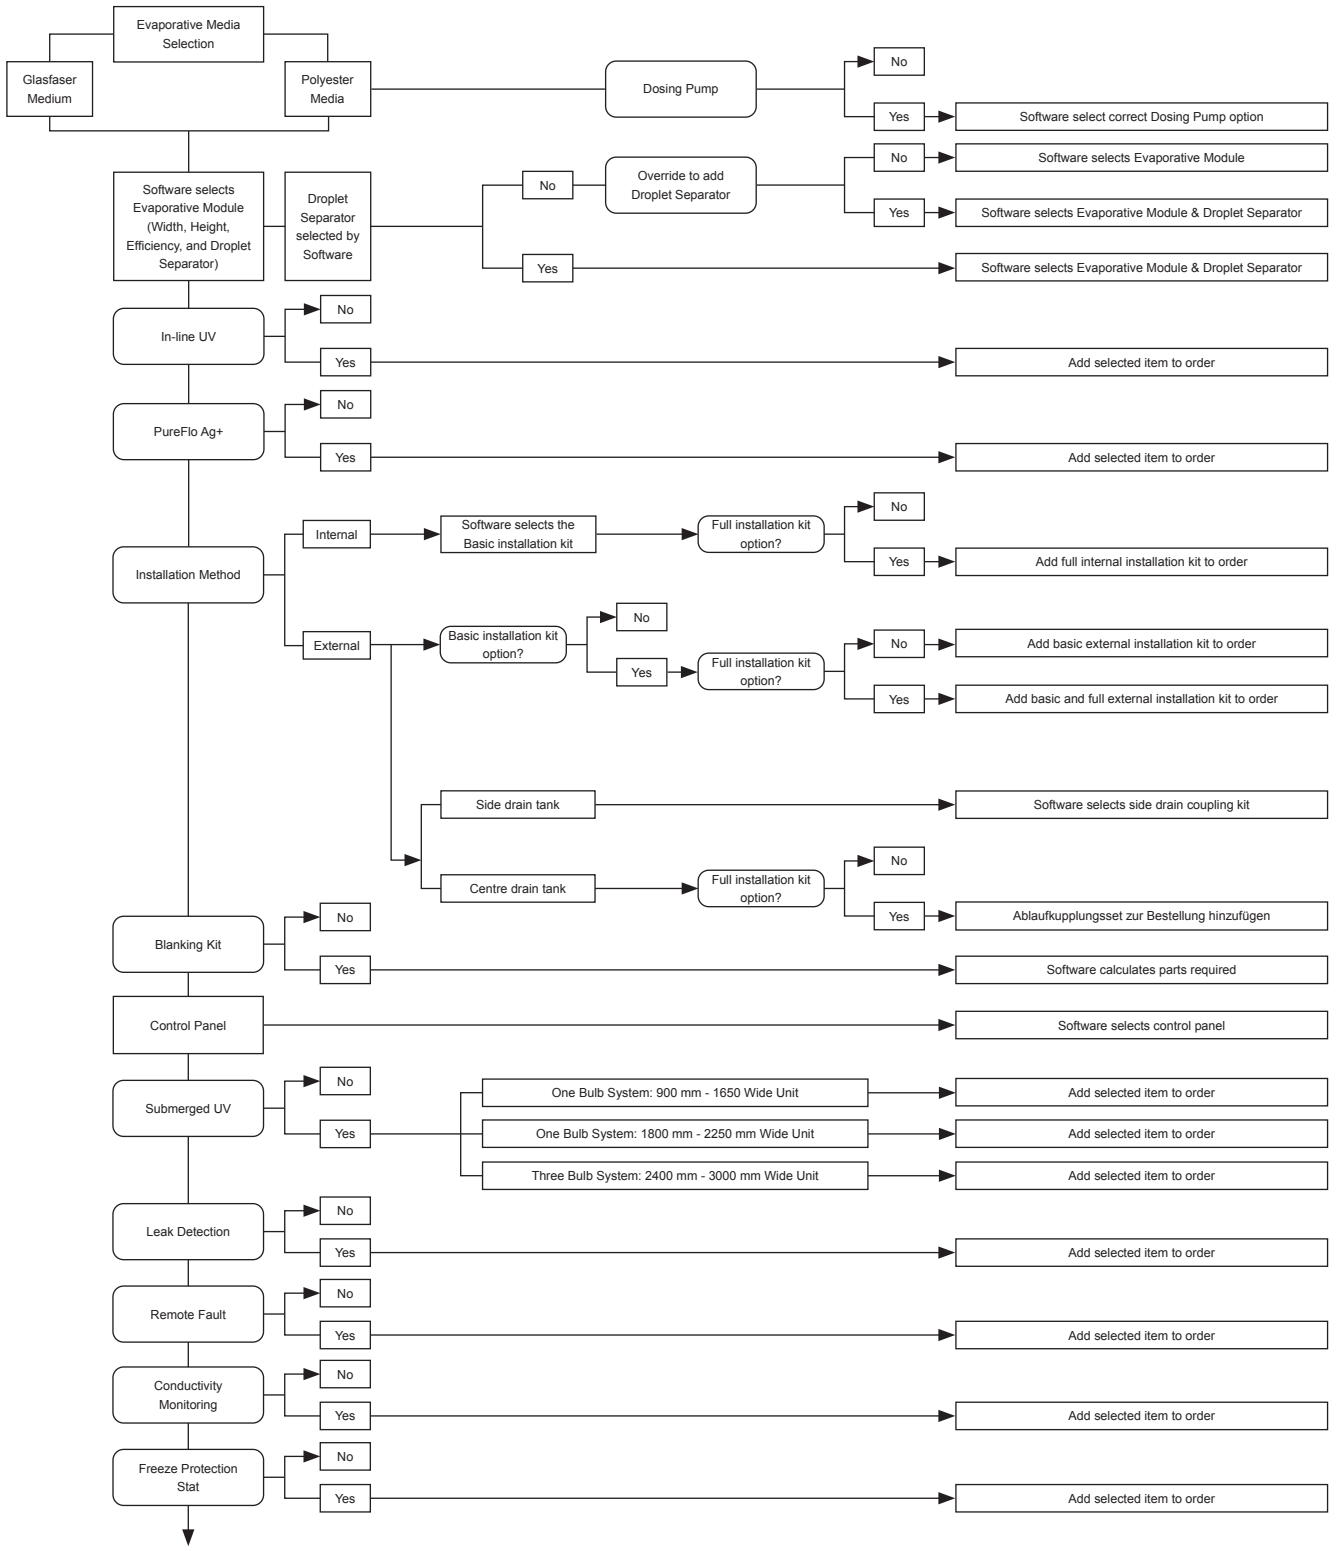 Evaporative Media
Selection
Glasfaser
Medium
Polyester
Media
Dosing Pump
No
Yes
Software select correct Dosing Pump option
Software selects
Evaporative Module
(Width, Height,
Efficiency, and Droplet
Separator)
Droplet
Separator
selected by
Software
No
Override to add
Droplet Separator
No
Software selects Evaporative Module
Yes
Software selects Evaporative Module & Droplet Separator
Yes
Software selects Evaporative Module & Droplet Separator
In-line UV
No
Yes
Add selected item to order
PureFlo Ag+
No
Yes
Add selected item to order
Installation Method
Internal
Software selects the
Basic installation kit
Full installation kit
option?
No
Yes
Add full internal installation kit to order
External
Basic installation kit
option?
No
Yes
Full installation kit
option?
No
Add basic external installation kit to order
Yes
Add basic and full external installation kit to order
Side drain tank
Software selects side drain coupling kit
Centre drain tank
Full installation kit
option?
No
Yes
Ablaufkupplungsset zur Bestellung hinzufügen
Blanking Kit
No
Yes
Software calculates parts required
Control Panel
Software selects control panel
Submerged UV
No
Yes
One Bulb System: 900 mm - 1650 Wide Unit
Add selected item to order
One Bulb System: 1800 mm - 2250 mm Wide Unit
Add selected item to order
Three Bulb System: 2400 mm - 3000 mm Wide Unit
Add selected item to order
Leak Detection
No
Yes
Add selected item to order
Remote Fault
No
Yes
Add selected item to order
Conductivity
Monitoring
No
Yes
Add selected item to order
Freeze Protection
Stat
No
Yes
Add selected item to order